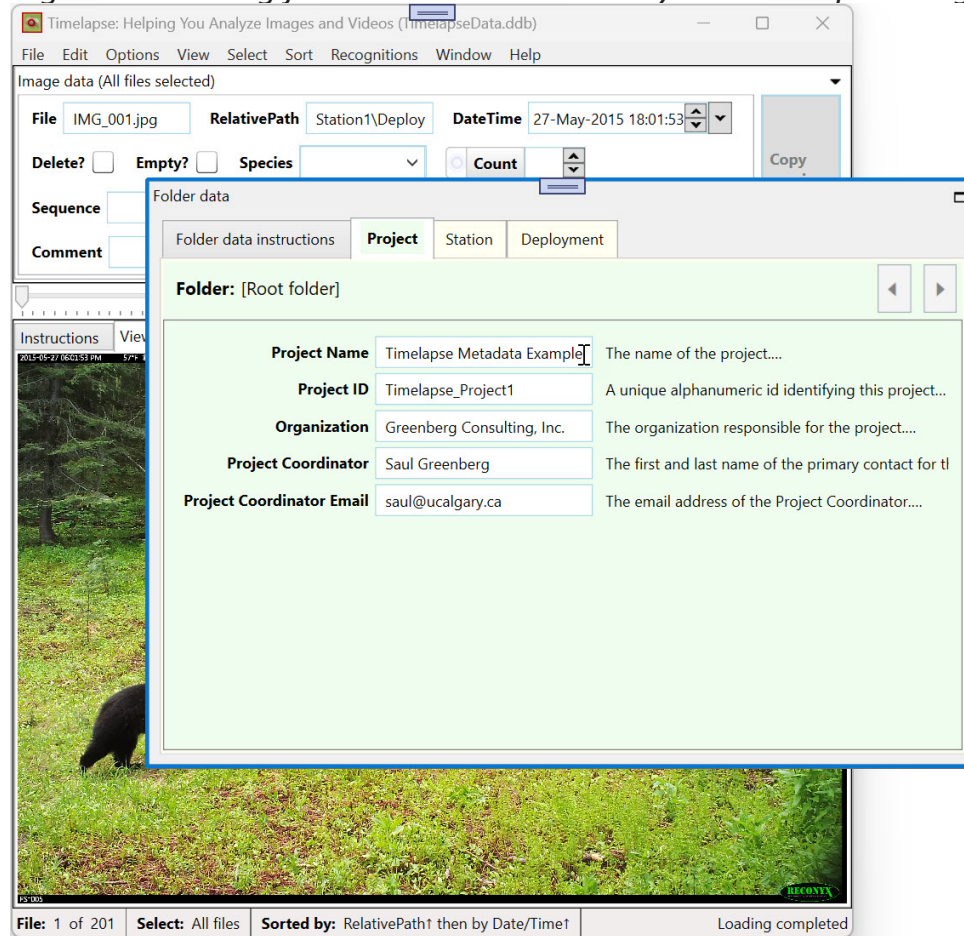 Timelapse: Helping You Analyze Images and Videos (TimelapseData.ddb)
File Edit Options View Select Sort Recognitions Window Help
Image data (All files selected)
File IMG_001.jpg RelativePath Station1\Deploy DateTime 27-May-2015 18:01:53
Delete? Empty? Species Count
Copy
Sequence
Comment
Folder data
Folder data instructions Project Station Deployment
Folder: [Root folder]
Project Name Timelapse Metadata Example The name of the project....
Project ID Timelapse_Project1 A unique alphanumeric id identifying this project...
Organization Greenberg Consulting, Inc. The organization responsible for the project....
Project Coordinator Saul Greenberg The first and last name of the primary contact for th
Project Coordinator Email saul@ucalgary.ca The email address of the Project Coordinator....
Instructions
2015-05-27 06:01:53 PM 57°F
RECONYX
File: 1 of 201 Select: All files Sorted by: RelativePath↑ then by Date/Time↑ Loading completed